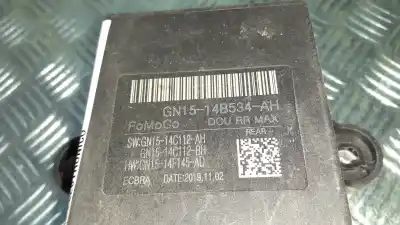 GN15-14B534-AH
FoMoCo DDU RR MAX
REAR
SW:GN15-14C112-AH
GN15-14C112-BH
HW:GN15-14F145-AD
ECBRA DATE:2018.11.02